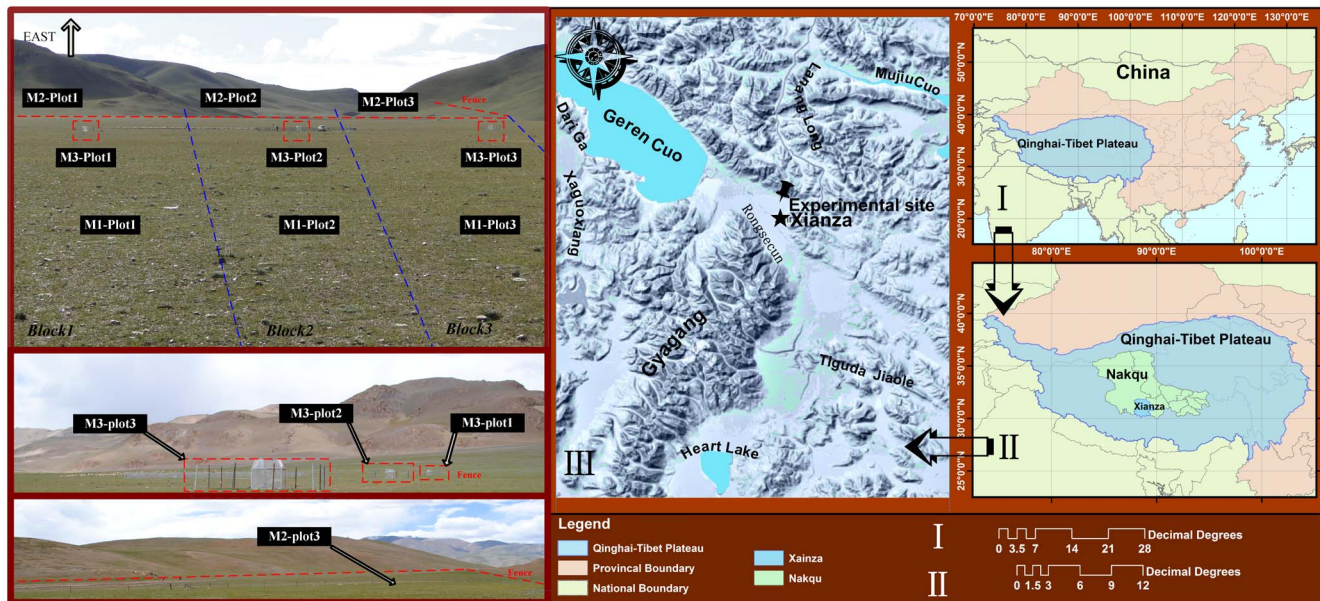 EAST
M2-Plot1
M2-Plot2
M2-Plot3
Fence
M3-Plot1
M3-Plot2
M3-Plot3
M1-Plot1
M1-Plot2
M1-Plot3
Block1
Block2
Block3
M3-plot3
M3-plot2
M3-plot1
Fence
M2-plot3
Fence
MujiuCuo
Lanang Long
Dart Ga
Geren Cuo
Xaguoxiang
Experimental site
Xianza
Rongsecun
Gyagang
TIguda Jiaole
Heart Lake
III
70°0'0"E 80°0'0"E 90°0'0"E 100°0'0"E 110°0'0"E 120°0'0"E 130°0'0"E
50°0'0"N
40°0'0"N
30°0'0"N
20°0'0"N
China
Qinghai-Tibet Plateau
I
80°0'0"E 90°0'0"E 100°0'0"E
40°0'0"N
35°0'0"N
30°0'0"N
25°0'0"N
Qinghai-Tibet Plateau
Nakqu
Xianza
II
Legend
Qinghai-Tibet Plateau
Provincal Boundary
National Boundary
Xainza
Nakqu
I
Decimal Degrees
0 3.5 7 14 21 28
II
Decimal Degrees
0 1.5 3 6 9 12